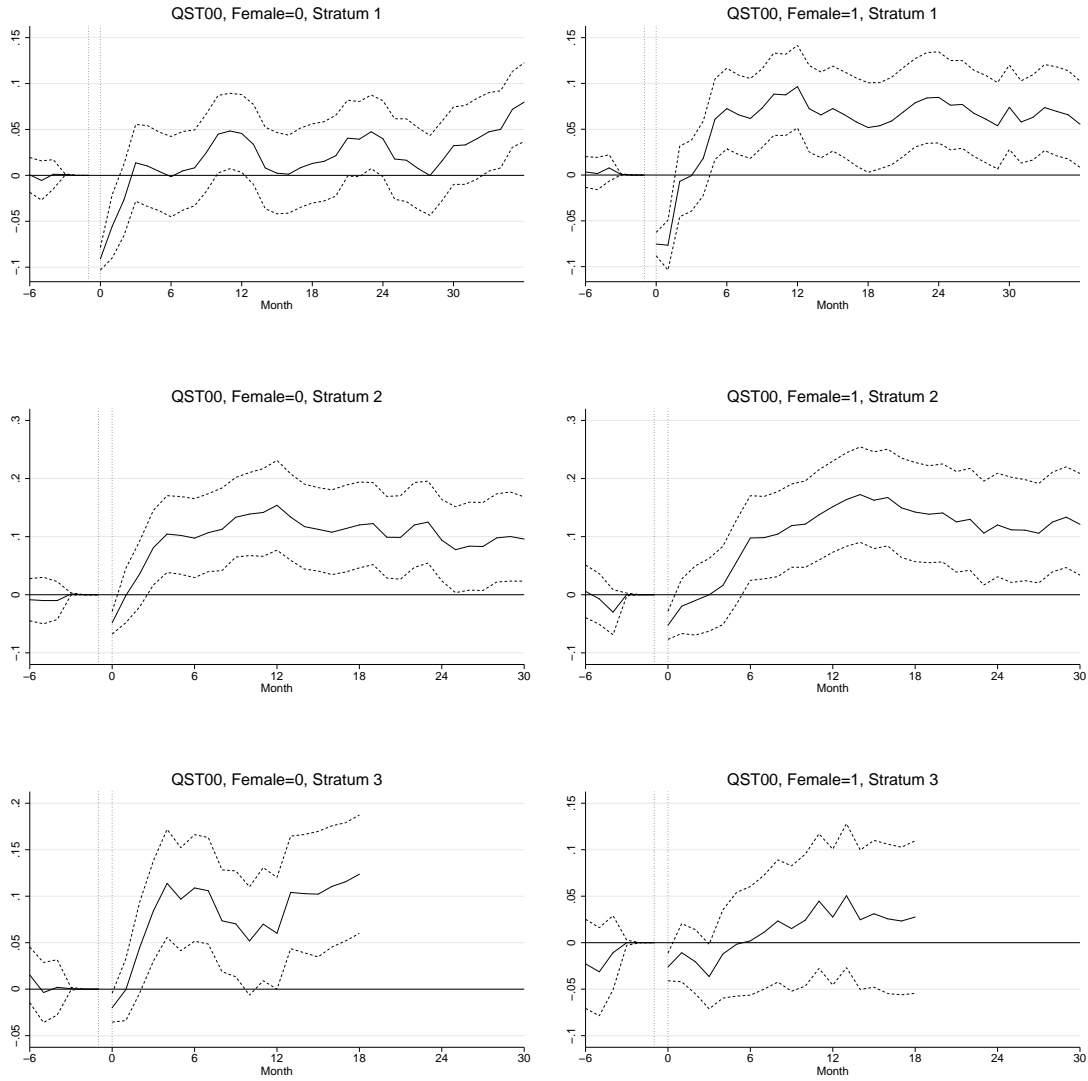 QST00, Female=0, Stratum 1
.15
.1
.05
0
−.05
−.1
−6 0 6 12 18 24 30
Month
QST00, Female=1, Stratum 1
.15
.1
.05
0
−.05
−.1
−6 0 6 12 18 24 30
Month
QST00, Female=0, Stratum 2
.3
.2
.1
0
−.1
−6 0 6 12 18 24 30
Month
QST00, Female=1, Stratum 2
.3
.2
.1
0
−.1
−6 0 6 12 18 24 30
Month
QST00, Female=0, Stratum 3
.2
.15
.1
.05
0
−.05
−6 0 6 12 18 24 30
Month
QST00, Female=1, Stratum 3
.15
.1
.05
0
−.05
−.1
−6 0 6 12 18 24 30
Month